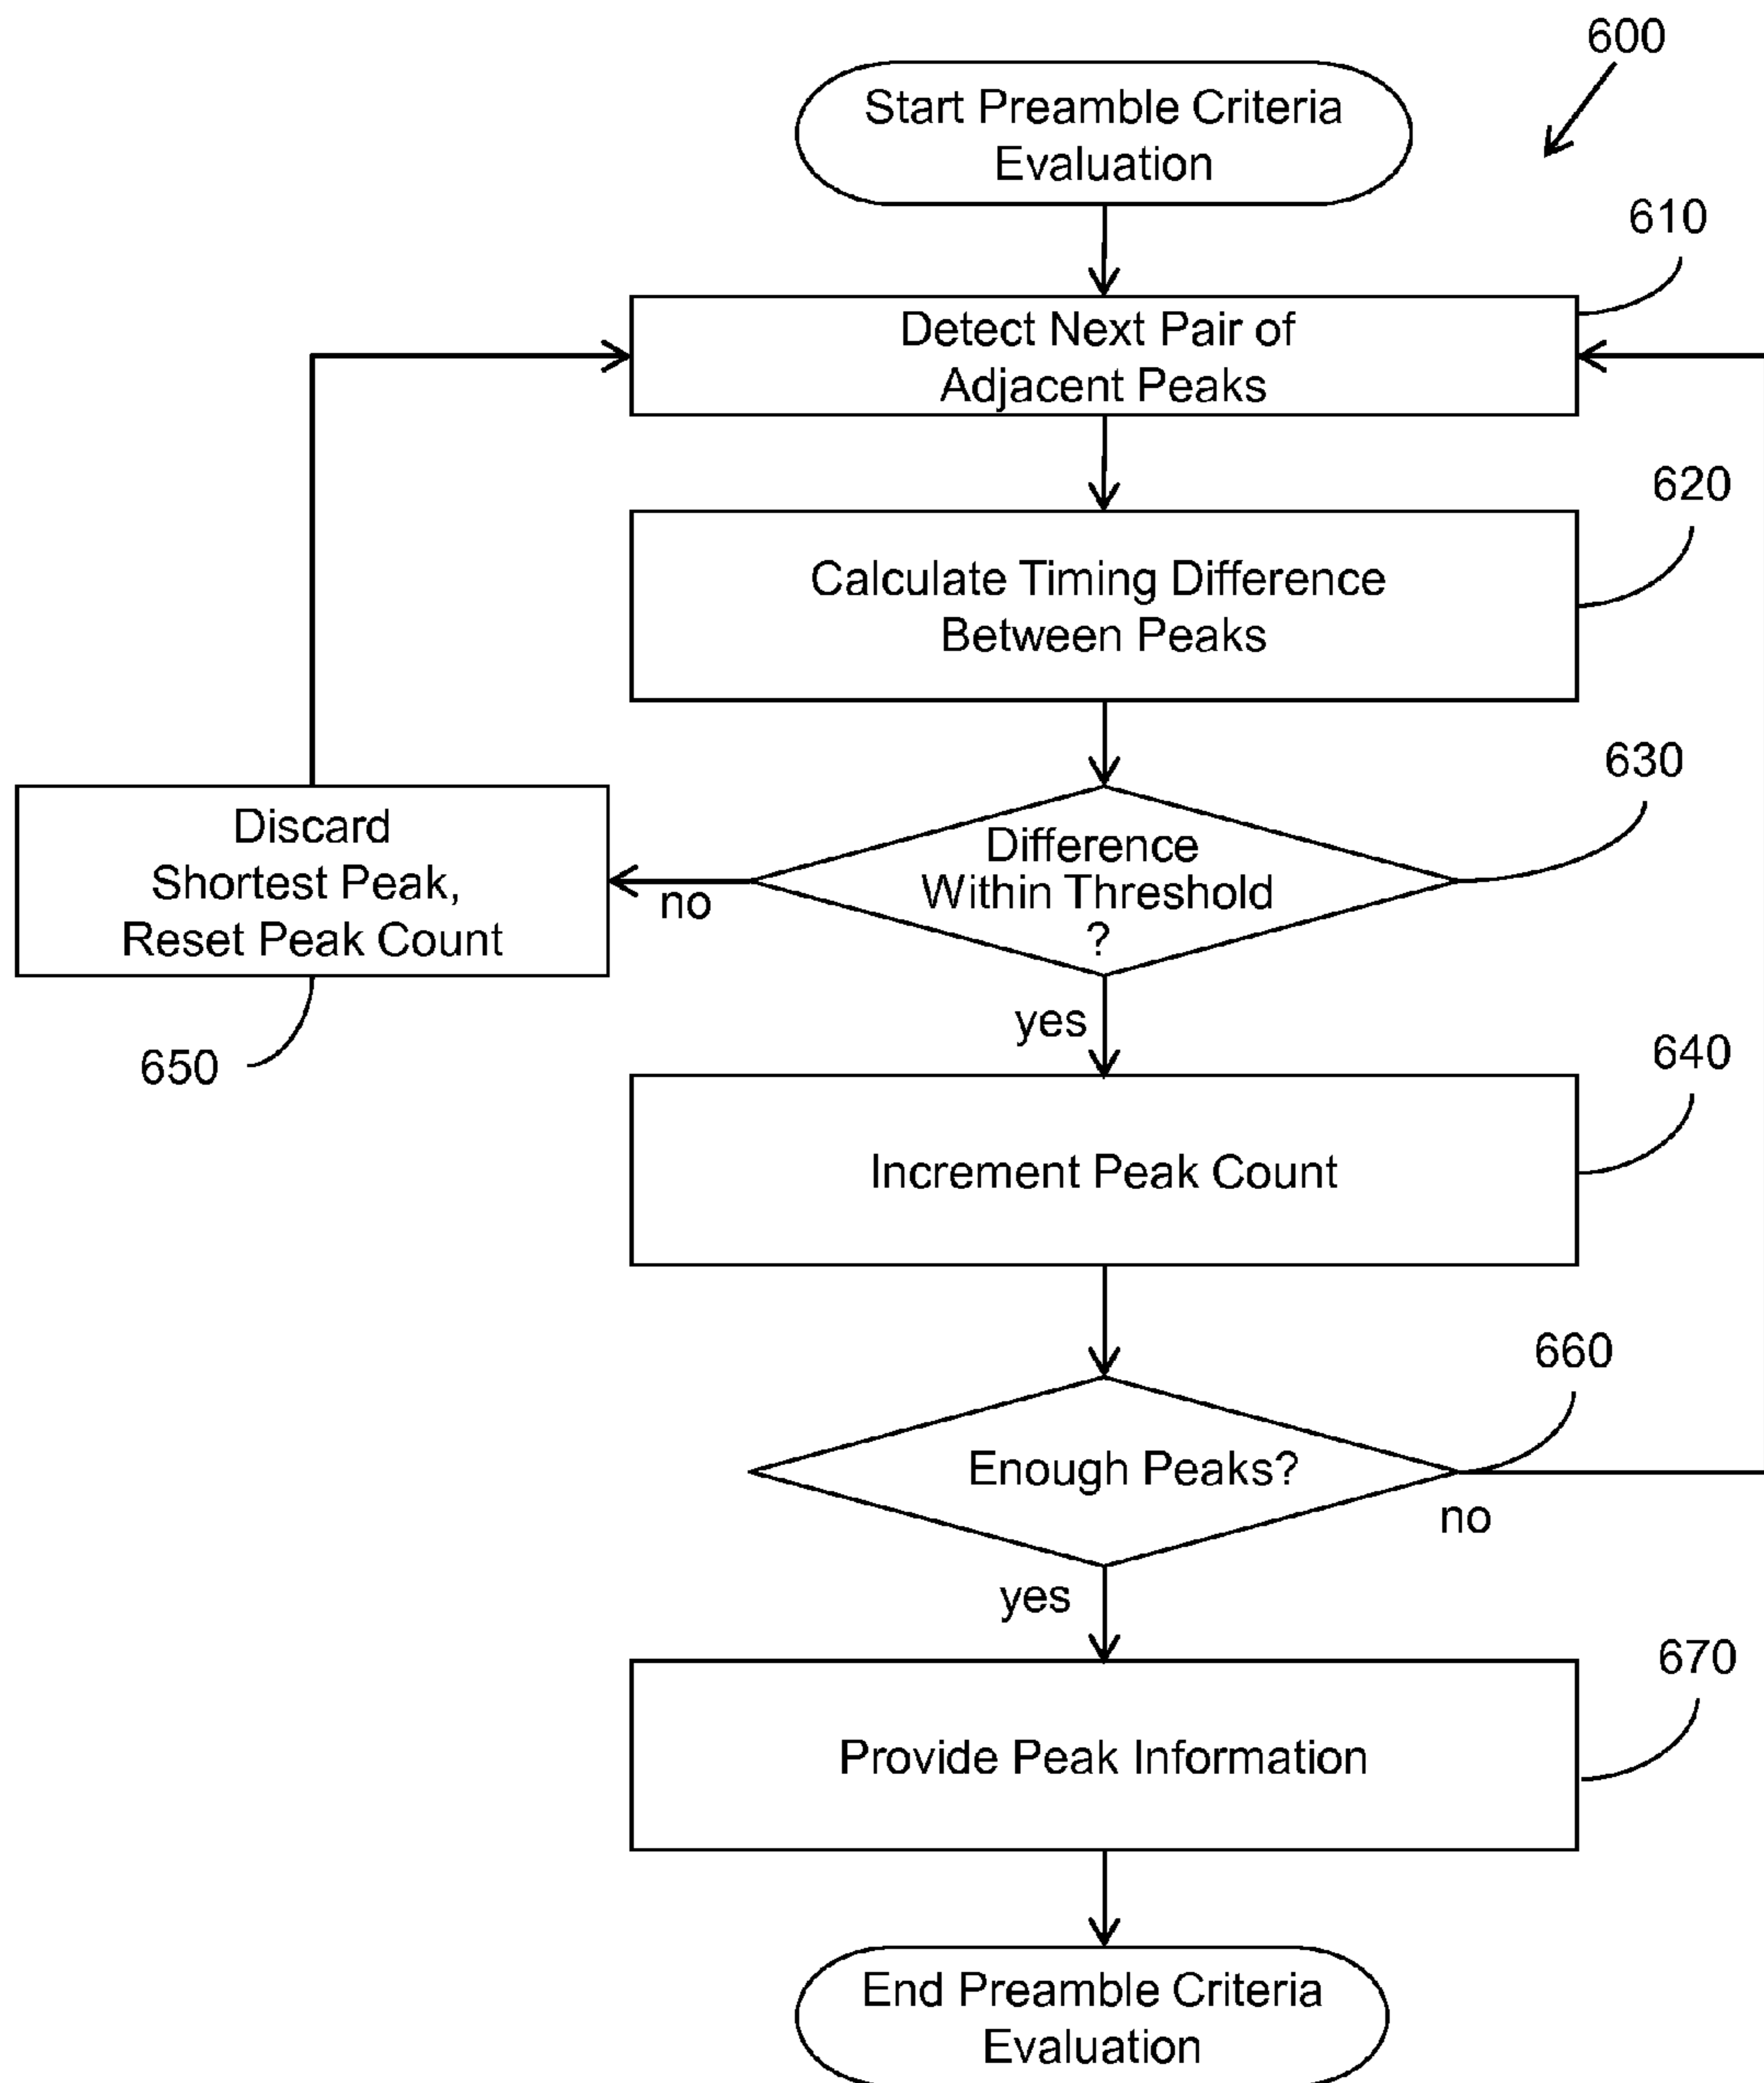 600
Start Preamble Criteria
Evaluation
610
Detect Next Pair of
Adjacent Peaks
620
Calculate Timing Difference
Between Peaks
630
Difference
Within Threshold
?
no
Discard
Shortest Peak,
Reset Peak Count
650
yes
640
Increment Peak Count
660
Enough Peaks?
no
yes
670
Provide Peak Information
End Preamble Criteria
Evaluation